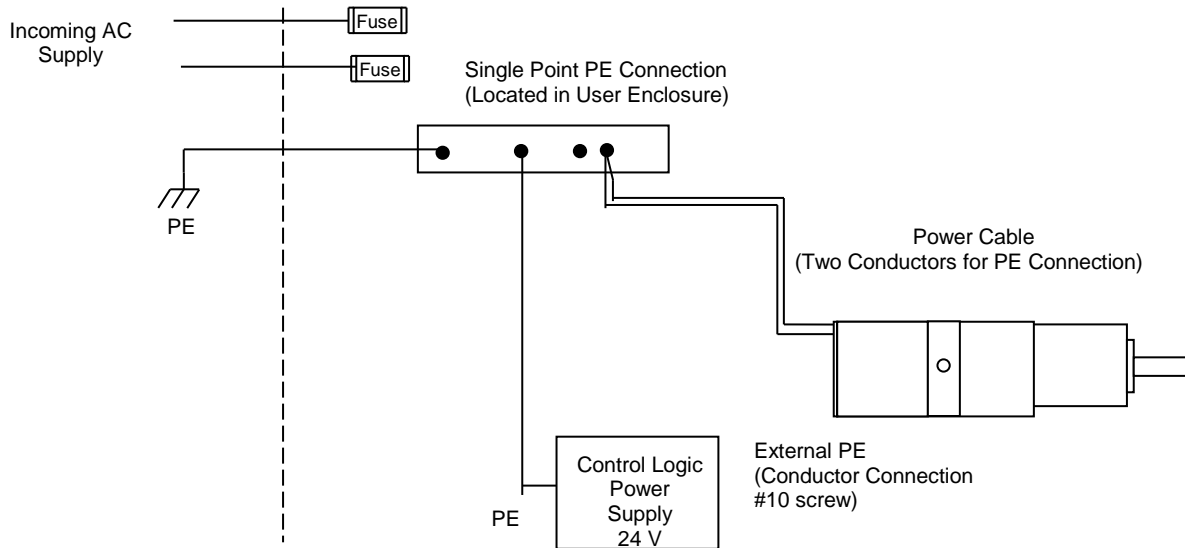 Incoming AC
Supply
Fuse
Fuse
Single Point PE Connection
(Located in User Enclosure)
PE
Power Cable
(Two Conductors for PE Connection)
External PE
(Conductor Connection
#10 screw)
Control Logic
Power
Supply
24 V
PE